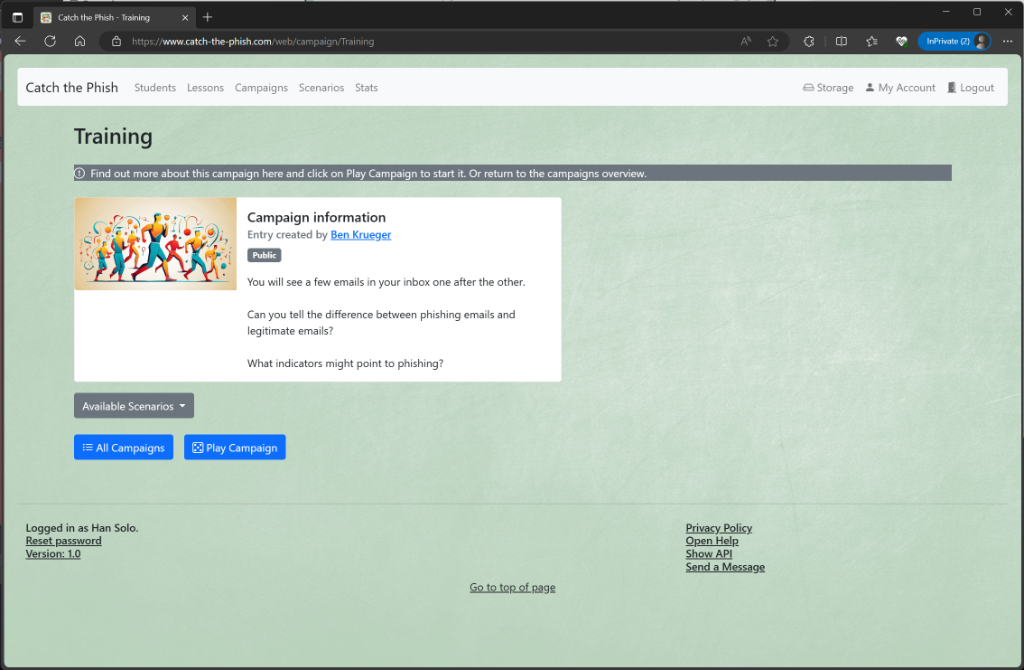 Catch the Phish - Training
https://www.catch-the-phish.com/web/campaign/Training
InPrivate (2)
Catch the Phish Students Lessons Campaigns Scenarios Stats Storage My Account Logout
Training
Find out more about this campaign here and click on Play Campaign to start it. Or return to the campaigns overview.
Campaign information
Entry created by Ben Krueger
Public
You will see a few emails in your inbox one after the other.
Can you tell the difference between phishing emails and
legitimate emails?
What indicators might point to phishing?
Available Scenarios
All Campaigns Play Campaign
Logged in as Han Solo.
Reset password
Version: 1.0
Privacy Policy
Open Help
Show API
Send a Message
Go to top of page